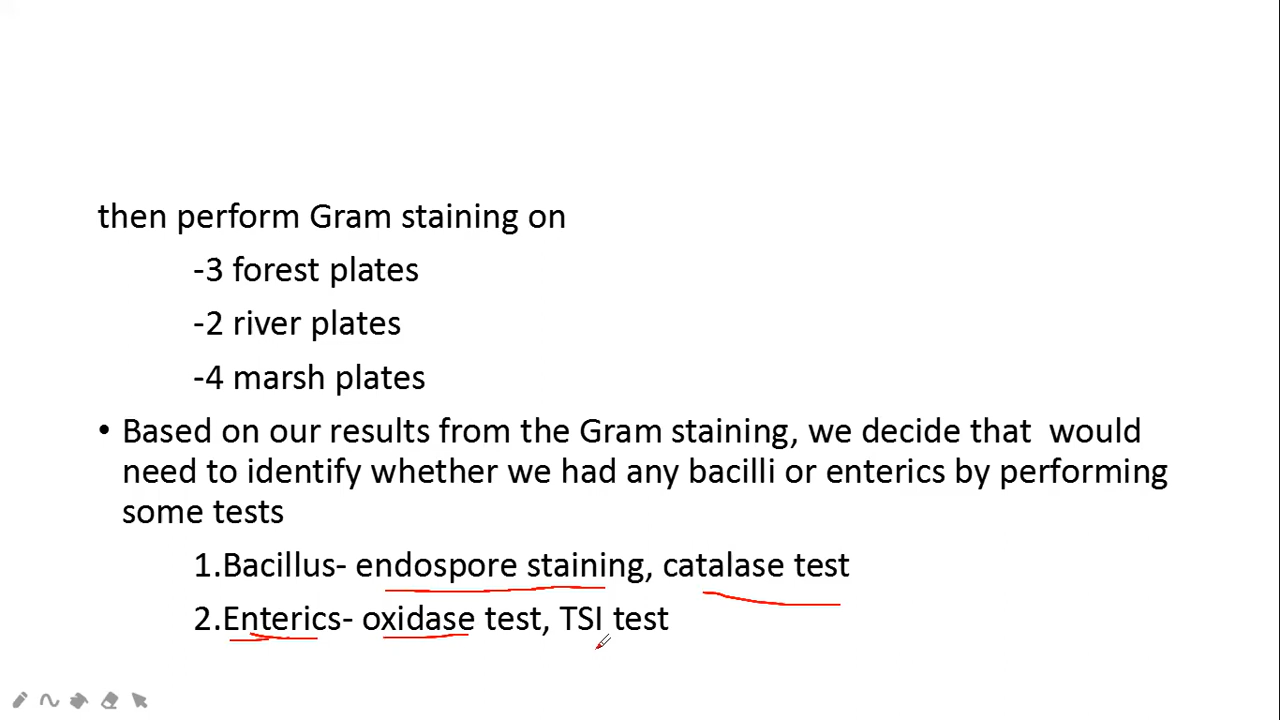 then perform Gram staining on
-3 forest plates
-2 river plates
-4 marsh plates
• Based on our results from the Gram staining, we decide that  would
need to identify whether we had any bacilli or enterics by performing
some tests
1.Bacillus- endospore staining, catalase test
2.Enterics- oxidase test, TSI test